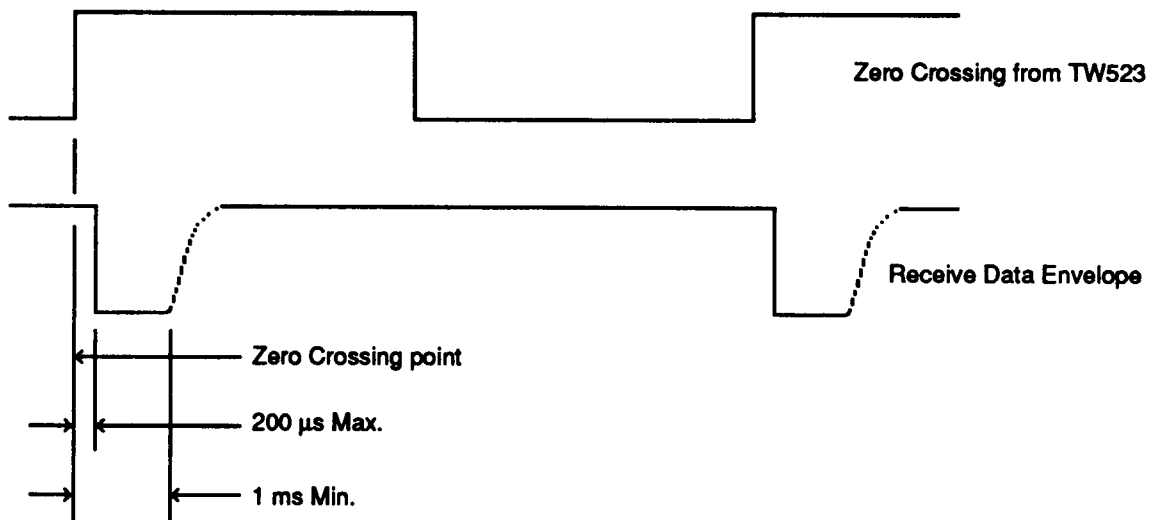 Zero Crossing from TW523
Receive Data Envelope
Zero Crossing point
200 µs Max.
1 ms Min.